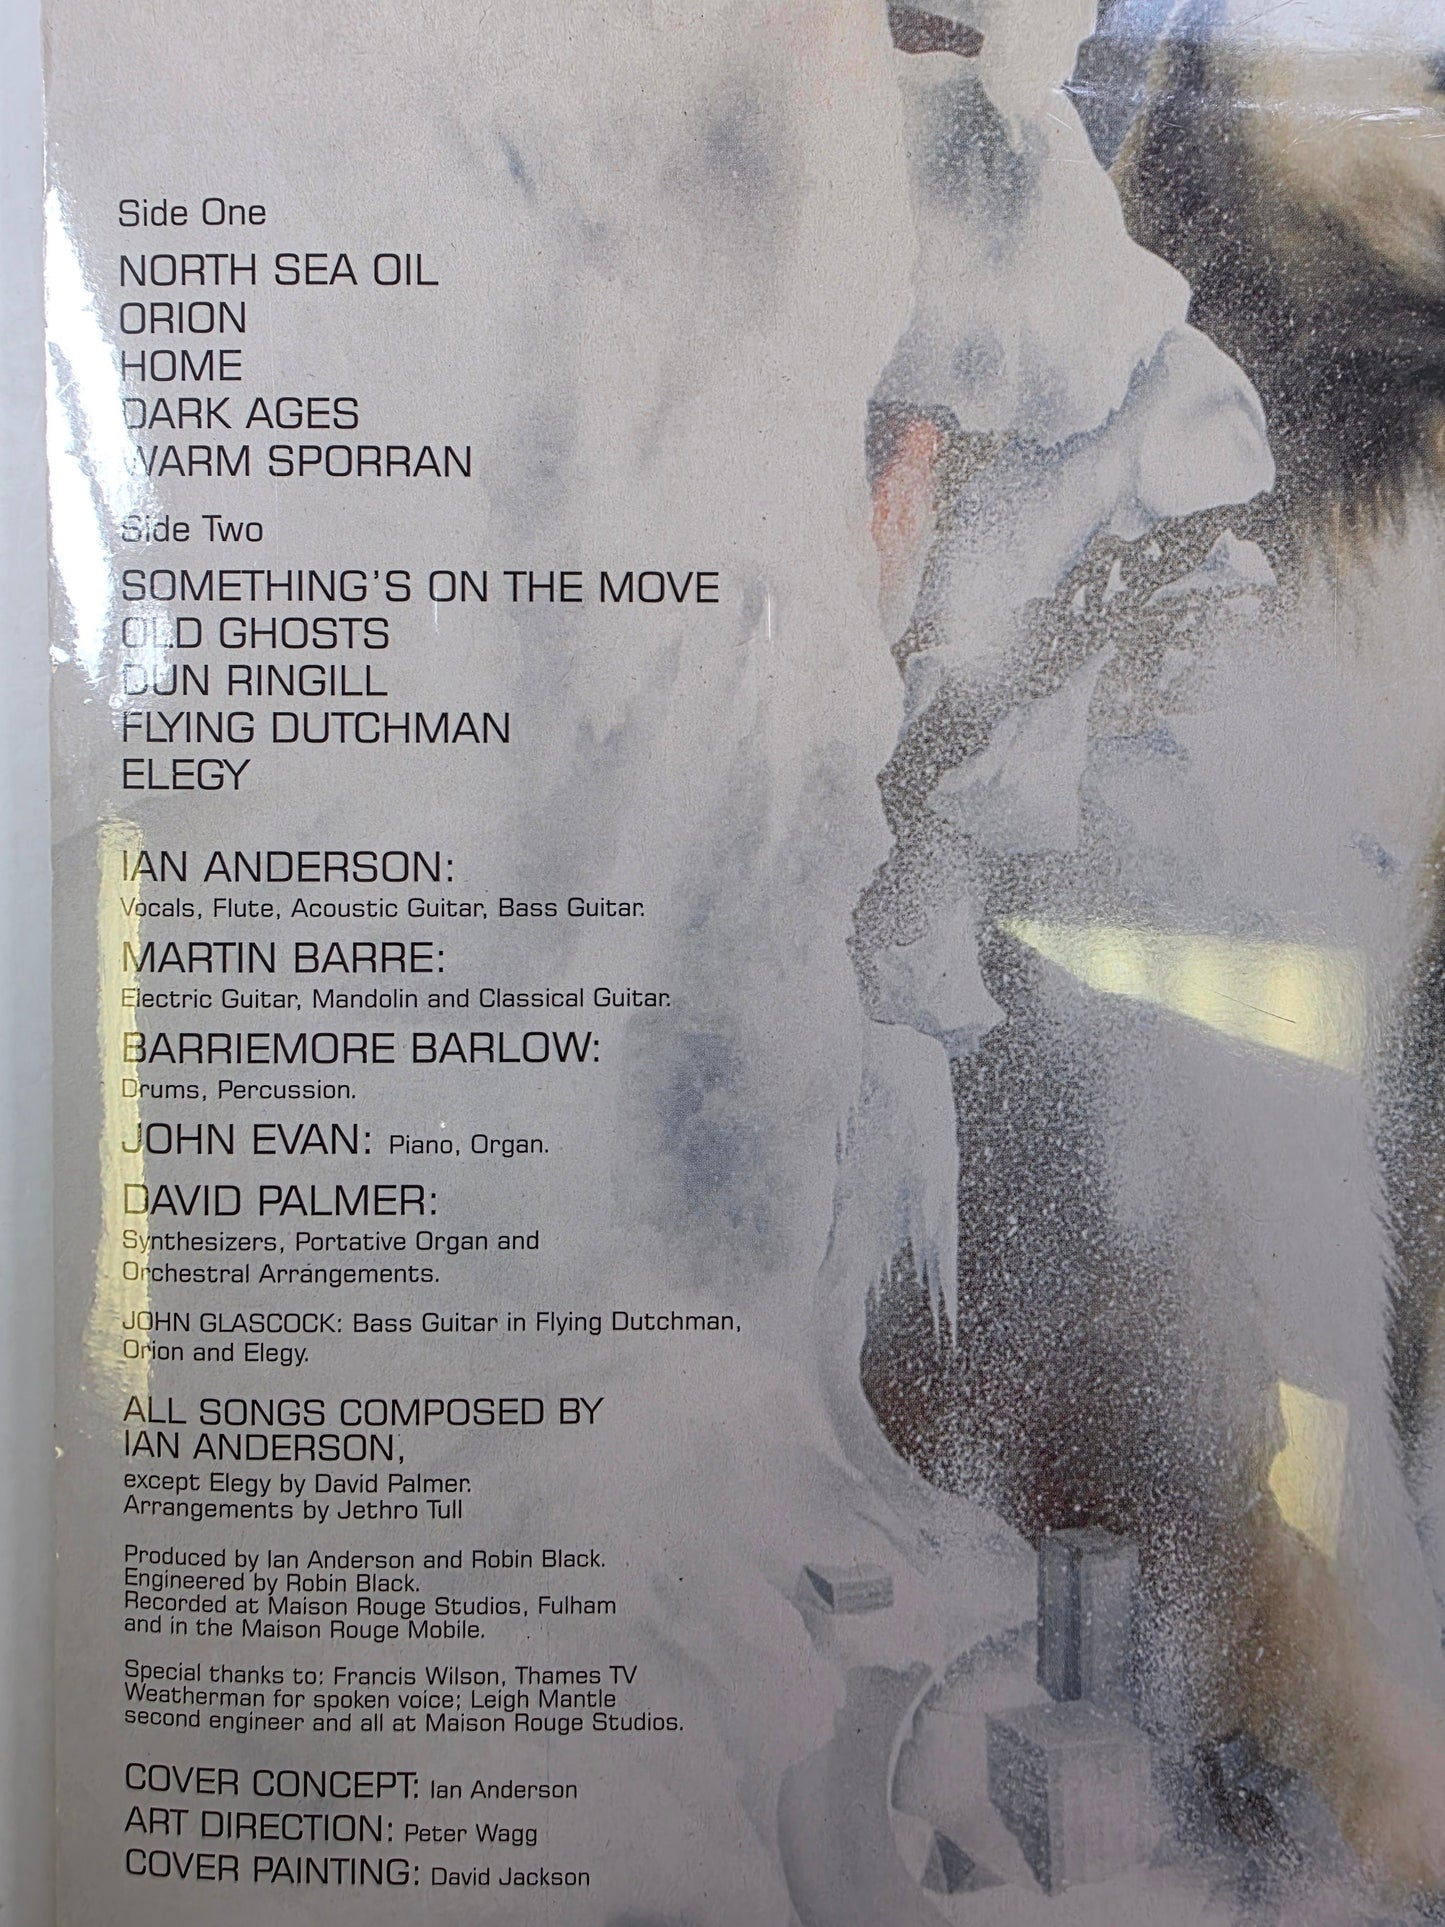 Side One
NORTH SEA OIL
ORION
HOME
DARK AGES
WARM SPORRAN
Side Two
SOMETHING'S ON THE MOVE
OLD GHOSTS
DUN RINGILL
FLYING DUTCHMAN
ELEGY
IAN ANDERSON:
Vocals, Flute, Acoustic Guitar, Bass Guitar.
MARTIN BARRE:
Electric Guitar, Mandolin and Classical Guitar.
BARRIEMORE BARLOW:
Drums, Percussion.
JOHN EVAN: Piano, Organ.
DAVID PALMER:
Synthesizers, Portative Organ and
Orchestral Arrangements.
JOHN GLASCOCK: Bass Guitar in Flying Dutchman,
Orion and Elegy.
ALL SONGS COMPOSED BY
IAN ANDERSON,
except Elegy by David Palmer.
Arrangements by Jethro Tull
Produced by Ian Anderson and Robin Black.
Engineered by Robin Black.
Recorded at Maison Rouge Studios, Fulham
and in the Maison Rouge Mobile.
Special thanks to: Francis Wilson, Thames TV
Weatherman for spoken voice; Leigh Mantle
second engineer and all at Maison Rouge Studios.
COVER CONCEPT: Ian Anderson
ART DIRECTION: Peter Wagg
COVER PAINTING: David Jackson